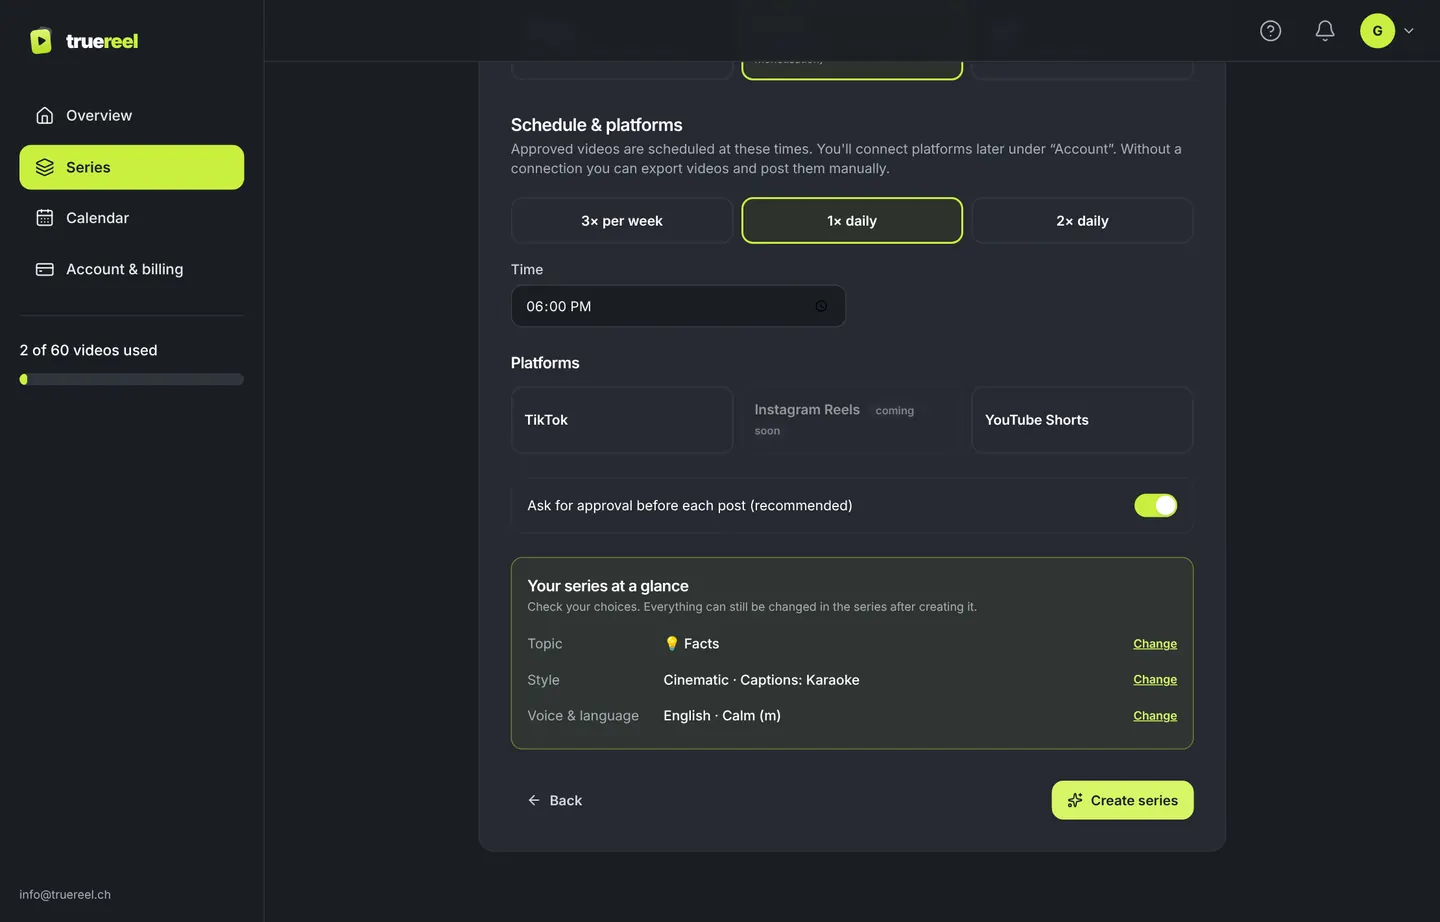 truereel
G
Overview
Series
Calendar
Account & billing
2 of 60 videos used
info@truereel.ch
Schedule & platforms
Approved videos are scheduled at these times. You'll connect platforms later under “Account”. Without a
connection you can export videos and post them manually.
3× per week
1× daily
2× daily
Time
06:00 PM
Platforms
TikTok
Instagram Reels coming
soon
YouTube Shorts
Ask for approval before each post (recommended)
Your series at a glance
Check your choices. Everything can still be changed in the series after creating it.
Topic 💡 Facts Change
Style Cinematic · Captions: Karaoke Change
Voice & language English · Calm (m) Change
← Back
Create series